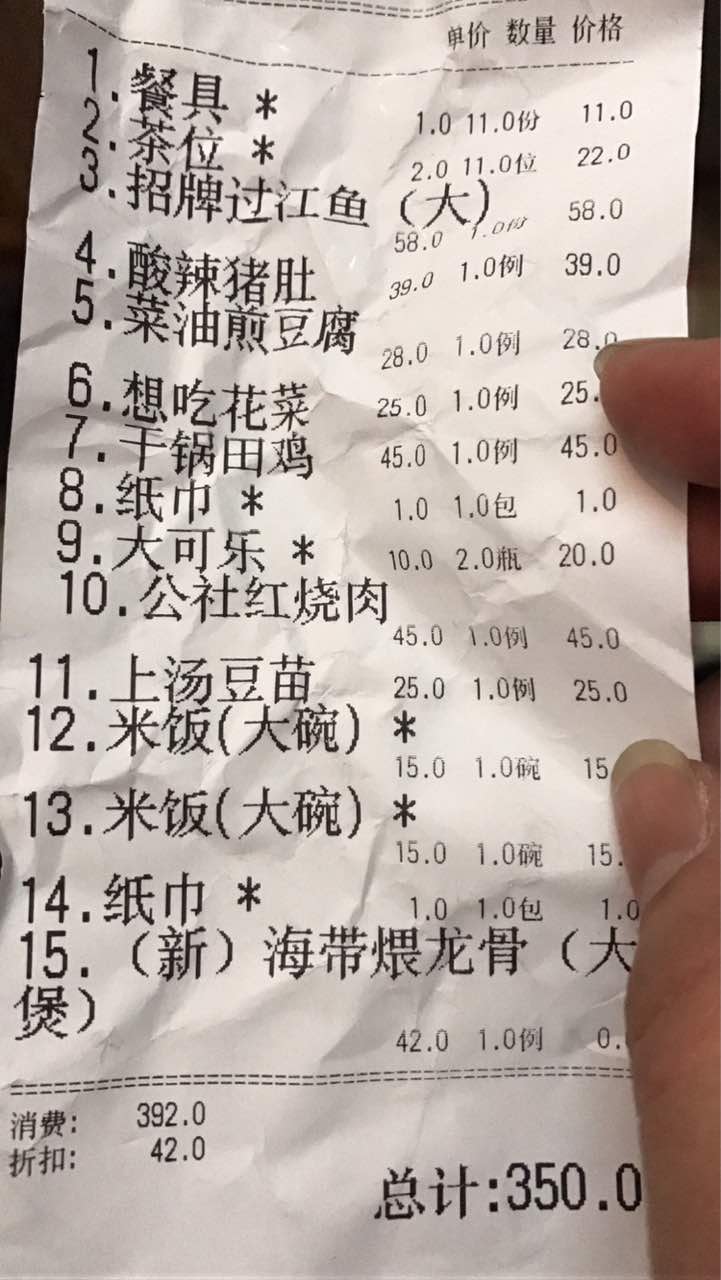 单价 数量 价格
1.餐具 * 1.0 11.0份 11.0
2.茶位 * 2.0 11.0位 22.0
3.招牌过江鱼(大)
58.0 1.0份 58.0
4.酸辣猪肚 39.0 1.0例 39.0
5.菜油煎豆腐
28.0 1.0例 28.0
6.想吃花菜 25.0 1.0例 25.
7.干锅田鸡 45.0 1.0例 45.0
8.纸巾 * 1.0 1.0包 1.0
9.大可乐 * 10.0 2.0瓶 20.0
10.公社红烧肉
45.0 1.0例 45.0
11.上汤豆苗 25.0 1.0例 25.0
12.米饭(大碗) *
15.0 1.0碗 15
13.米饭(大碗) *
15.0 1.0碗 15.
14.纸巾 * 1.0 1.0包 1.0
15.(新)海带煨龙骨(大
煲)
42.0 1.0例 0.
消费: 392.0
折扣: 42.0
总计:350.0